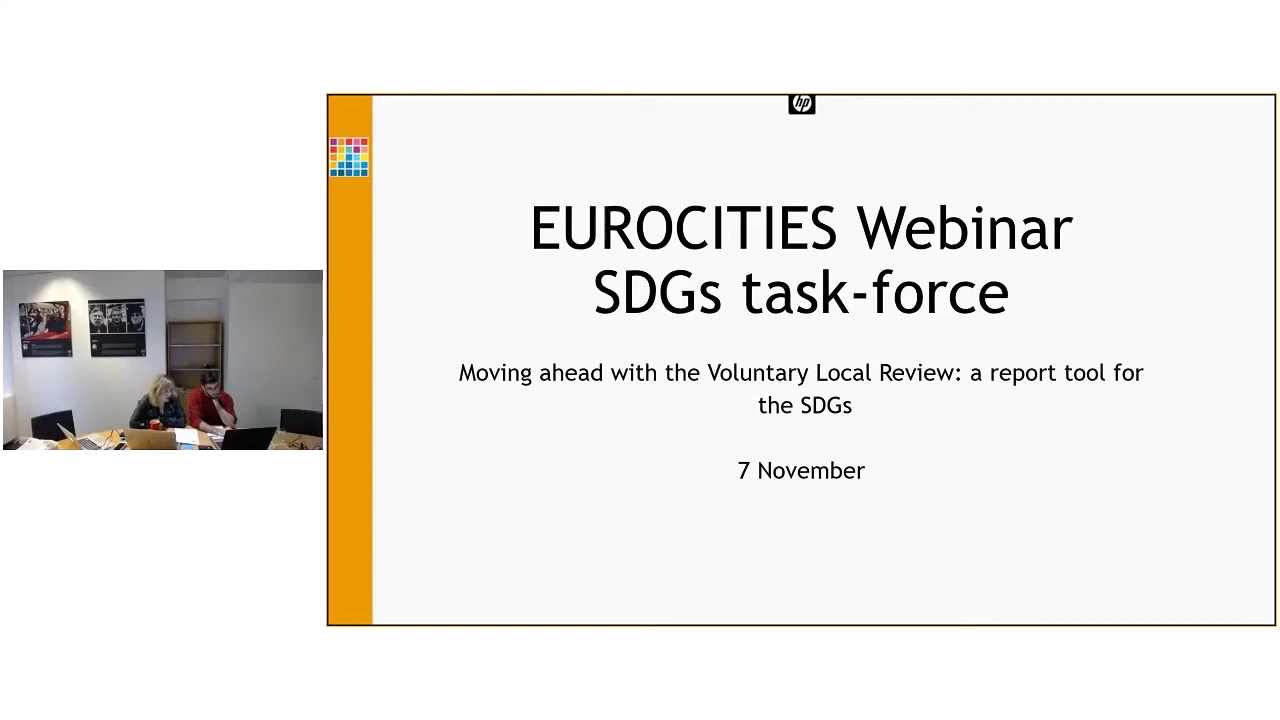 hp
EUROCITIES Webinar
SDGs task-force
Moving ahead with the Voluntary Local Review: a report tool for
the SDGs
7 November